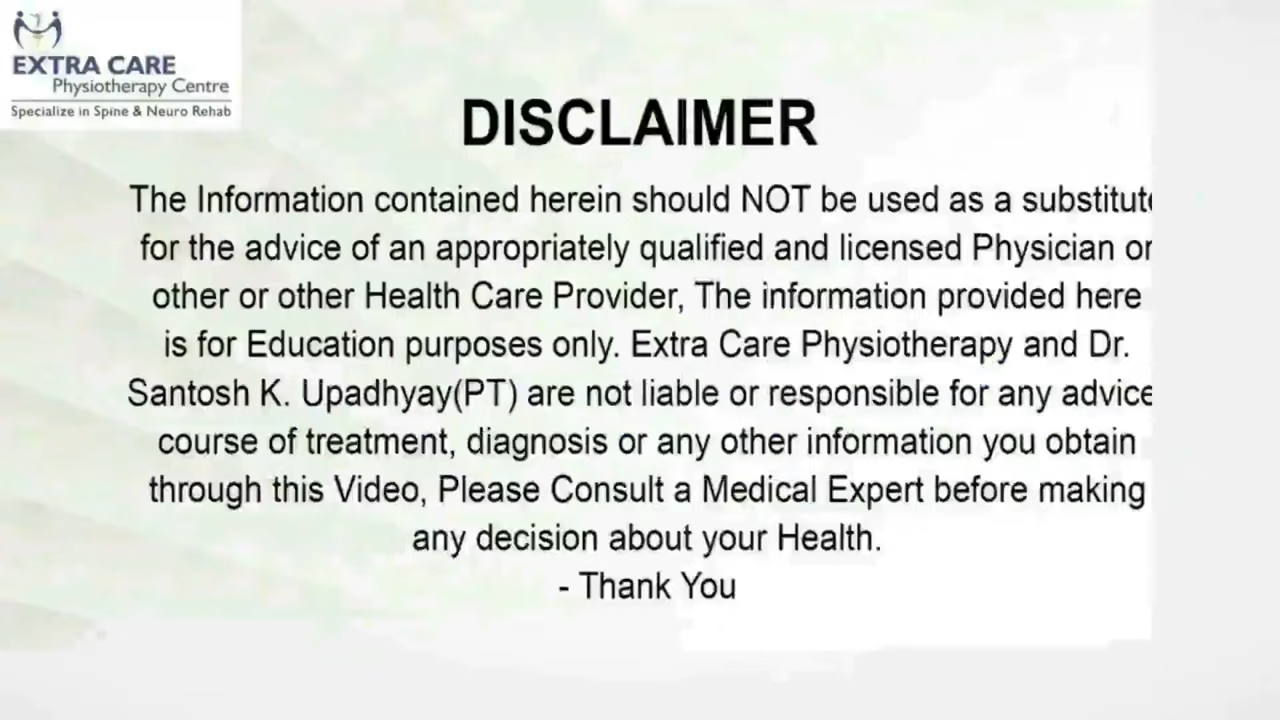 EXTRA CARE
Physiotherapy Centre
Specialize in Spine & Neuro Rehab
DISCLAIMER
The Information contained herein should NOT be used as a substitute
for the advice of an appropriately qualified and licensed Physician or
other or other Health Care Provider, The information provided here
is for Education purposes only. Extra Care Physiotherapy and Dr.
Santosh K. Upadhyay(PT) are not liable or responsible for any advice
course of treatment, diagnosis or any other information you obtain
through this Video, Please Consult a Medical Expert before making
any decision about your Health.
- Thank You